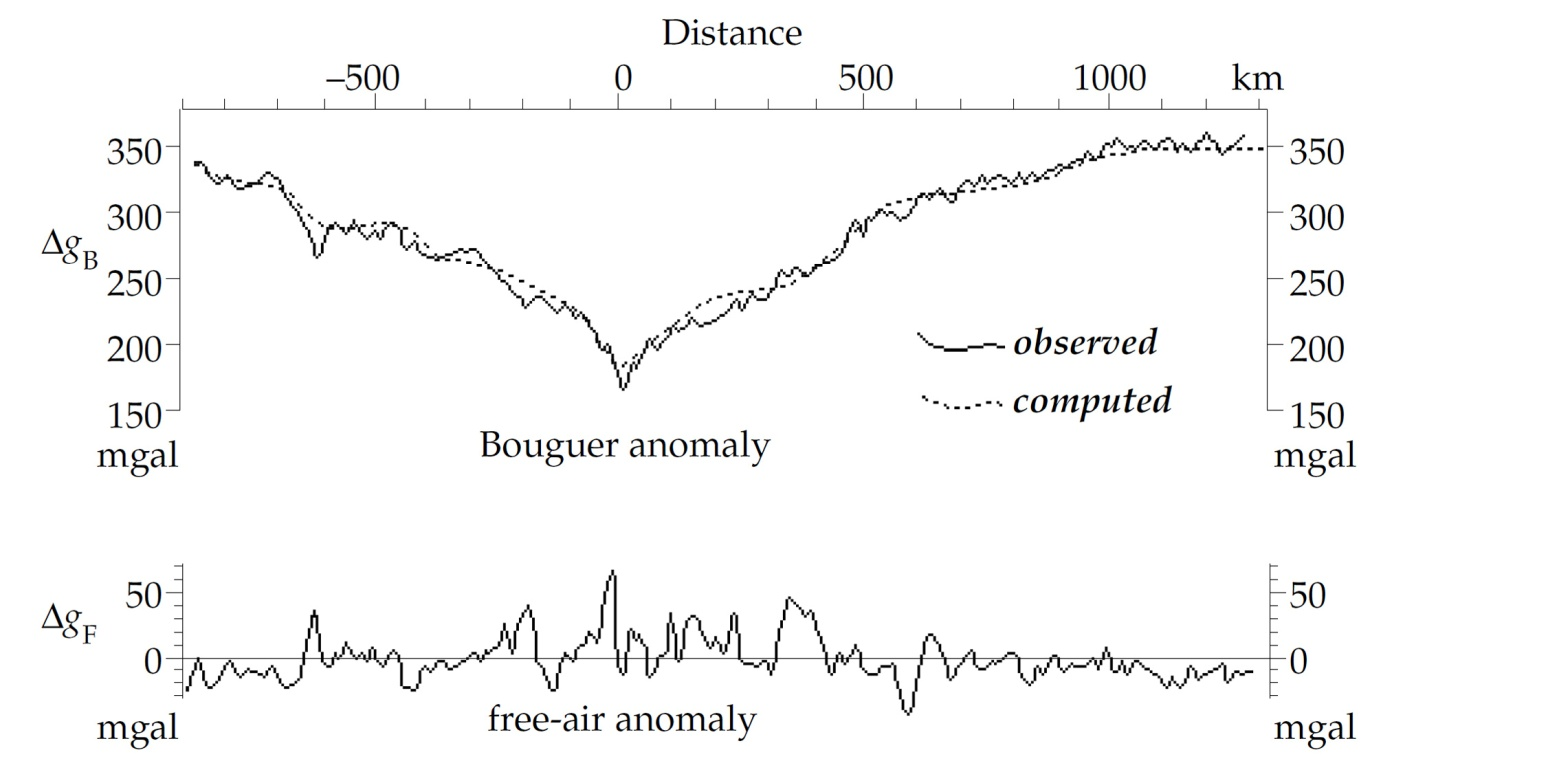 Distance
–500 0 500 1000 km
350 350
300 300
ΔgB
250 250
200 200
observed
150 150
computed
mgal mgal
Bouguer anomaly
50 50
ΔgF
0 0
mgal mgal
free-air anomaly